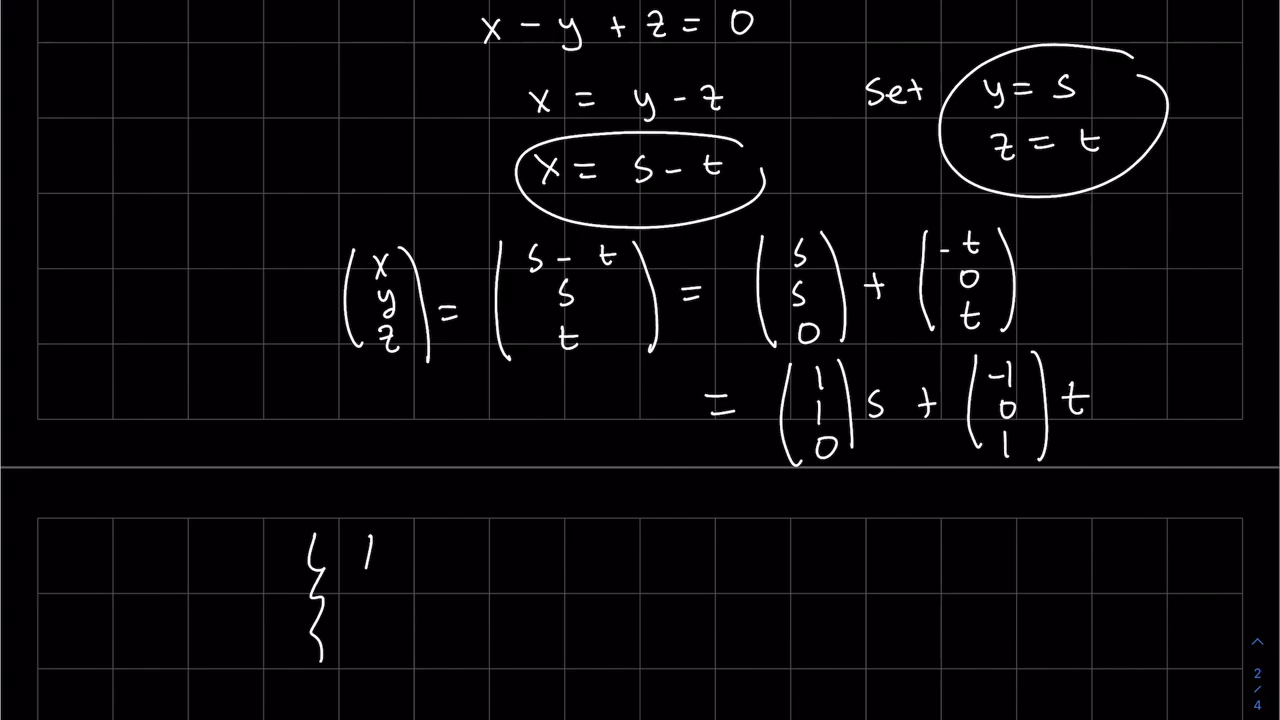 x - y + z = 0
x = y - z
Set y = s
z = t
x = s - t
(x y z) = (s - t s t) = (s s 0) + (-t 0 t)
= (1 1 0) s + (-1 0 1) t
{ 1
2
/
4